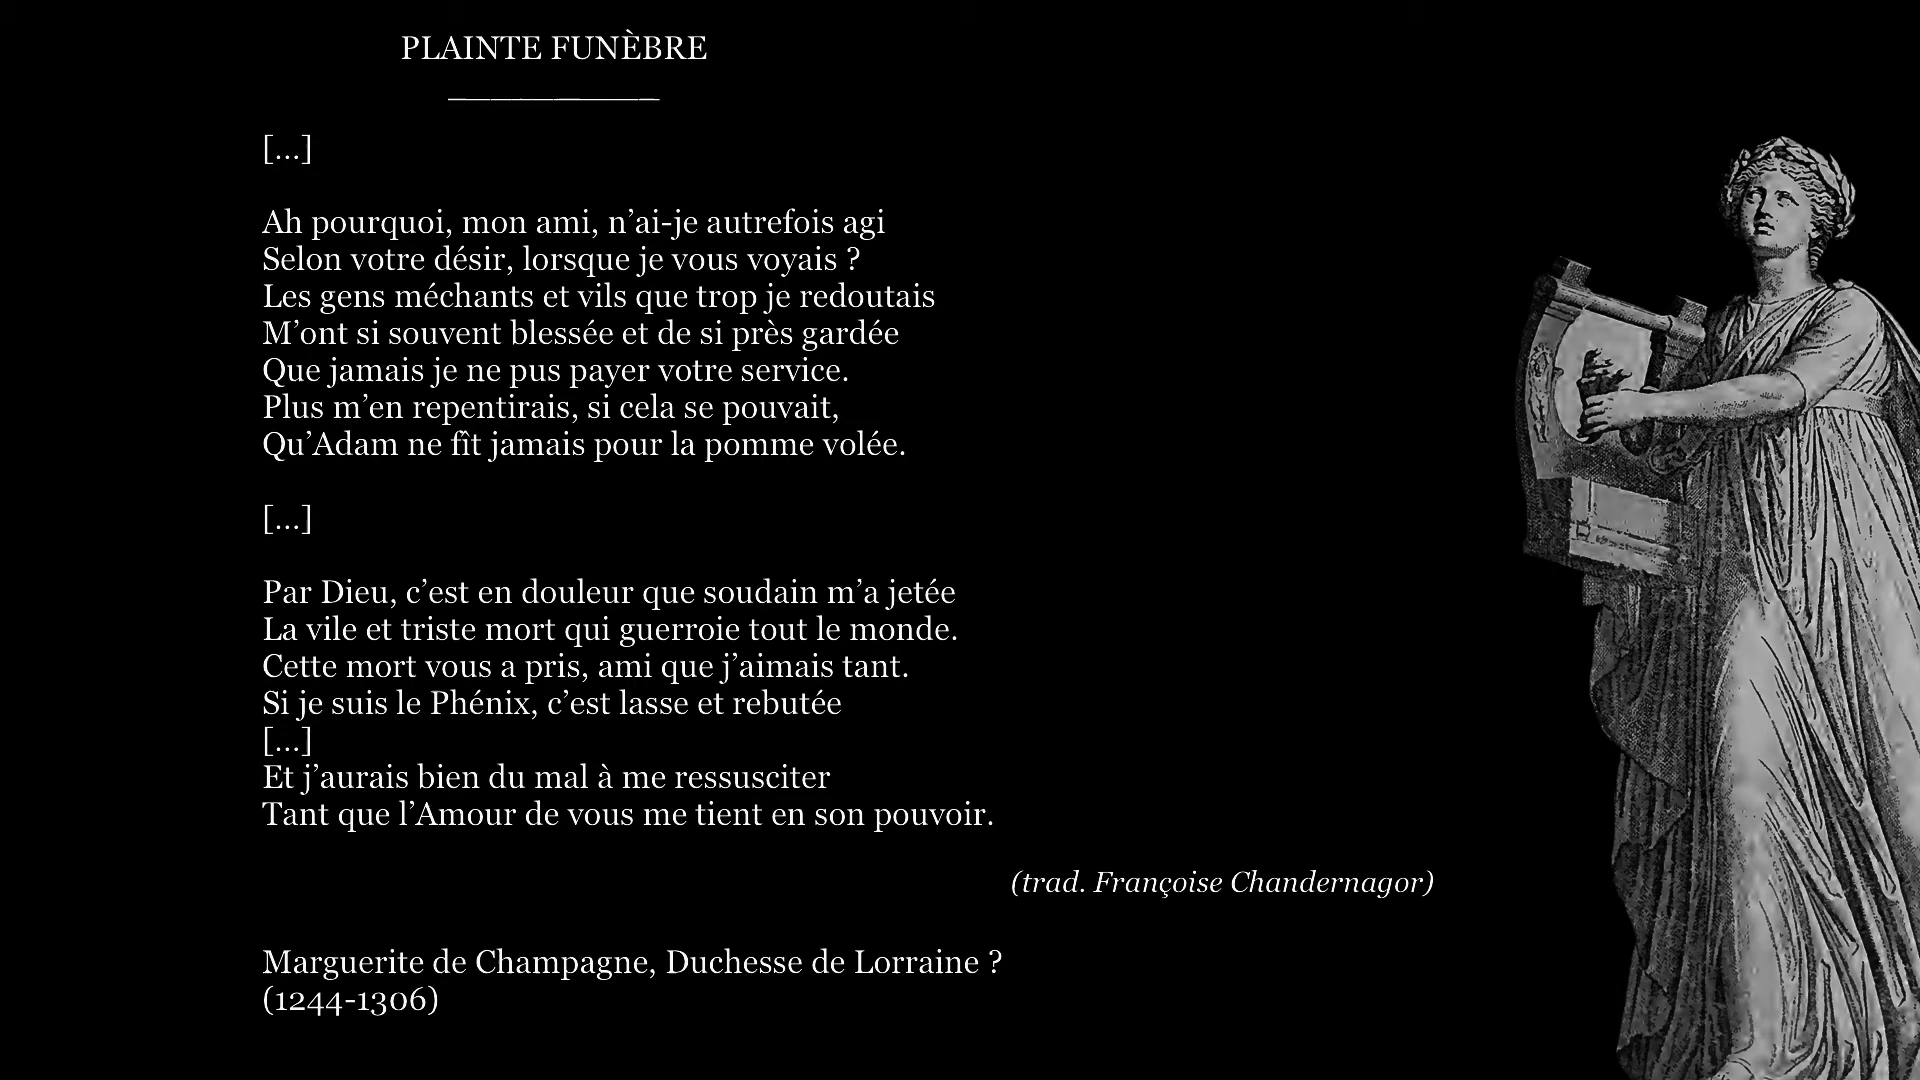 PLAINTE FUNÈBRE
[...]
Ah pourquoi, mon ami, n’ai-je autrefois agi
Selon votre désir, lorsque je vous voyais ?
Les gens méchants et vils que trop je redoutais
M’ont si souvent blessée et de si près gardée
Que jamais je ne pus payer votre service.
Plus m’en repentirais, si cela se pouvait,
Qu’Adam ne fît jamais pour la pomme volée.
[...]
Par Dieu, c’est en douleur que soudain m’a jetée
La vile et triste mort qui guerroie tout le monde.
Cette mort vous a pris, ami que j’aimais tant.
Si je suis le Phénix, c’est lasse et rebutée
[...]
Et j’aurais bien du mal à me ressusciter
Tant que l’Amour de vous me tient en son pouvoir.
(trad. Françoise Chandernagor)
Marguerite de Champagne, Duchesse de Lorraine ?
(1244-1306)